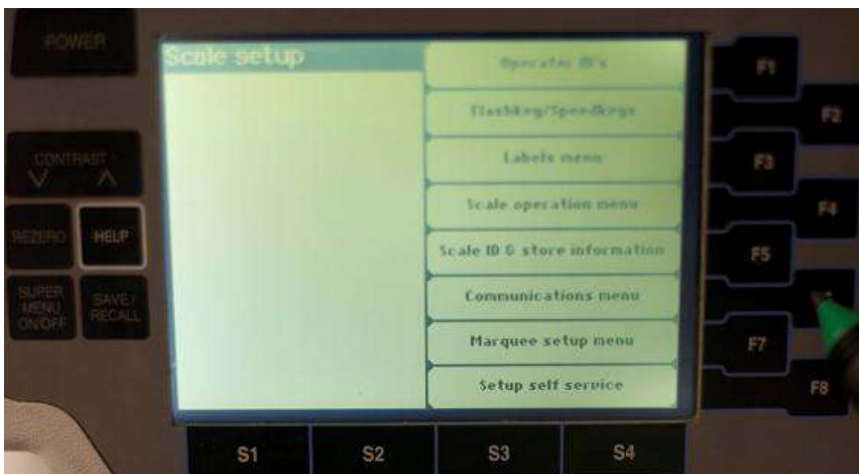 POWER
Scale setup
Operator ID's
F1
Flashkey/Speedkeys
F2
CONTRAST
Labels menu
F3
Scale operation menu
F4
REZERO
HELP
Scale ID & store information
F5
SUPER
MENU
ON/OFF
SAVE/
RECALL
Communications menu
Marquee setup menu
F7
Setup self service
F8
S1
S2
S3
S4